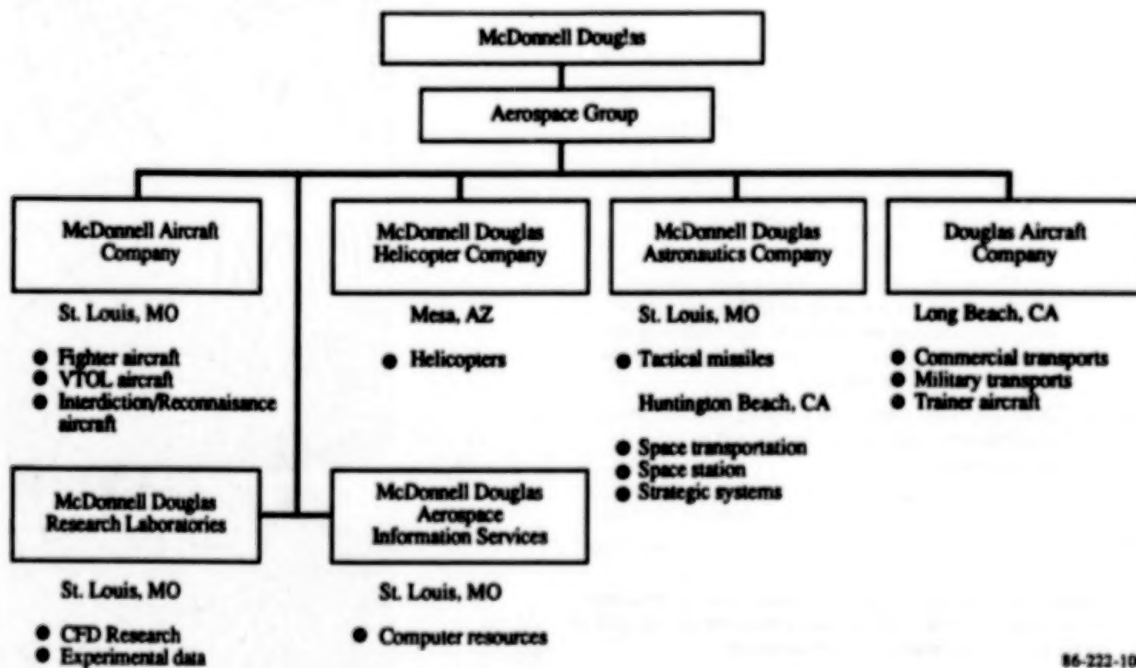 McDonnell Douglas
Aerospace Group
McDonnell Aircraft
Company
St. Louis, MO
● Fighter aircraft
● VTOL aircraft
● Interdiction/Reconnaisance
aircraft
McDonnell Douglas
Helicopter Company
Mesa, AZ
● Helicopters
McDonnell Douglas
Astronautics Company
St. Louis, MO
● Tactical missiles
Huntington Beach, CA
● Space transportation
● Space station
● Strategic systems
Douglas Aircraft
Company
Long Beach, CA
● Commercial transports
● Military transports
● Trainer aircraft
McDonnell Douglas
Research Laboratories
St. Louis, MO
● CFD Research
● Experimental data
McDonnell Douglas
Aerospace
Information Services
St. Louis, MO
● Computer resources
86-222-10